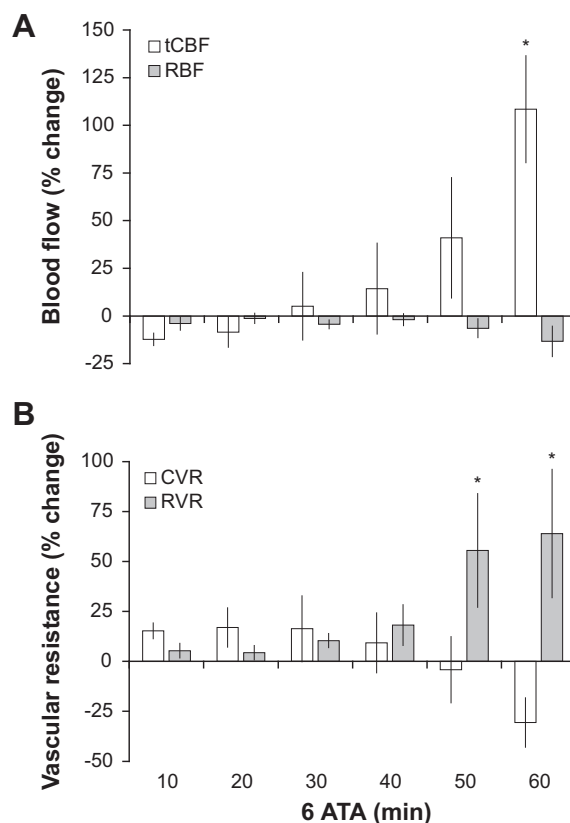 A
Blood flow (% change)
150
125
100
75
50
25
0
-25
tCBF
RBF
*
B
Vascular resistance (% change)
100
75
50
25
0
-25
-50
CVR
RVR
*
*
10 20 30 40 50 60
6 ATA (min)